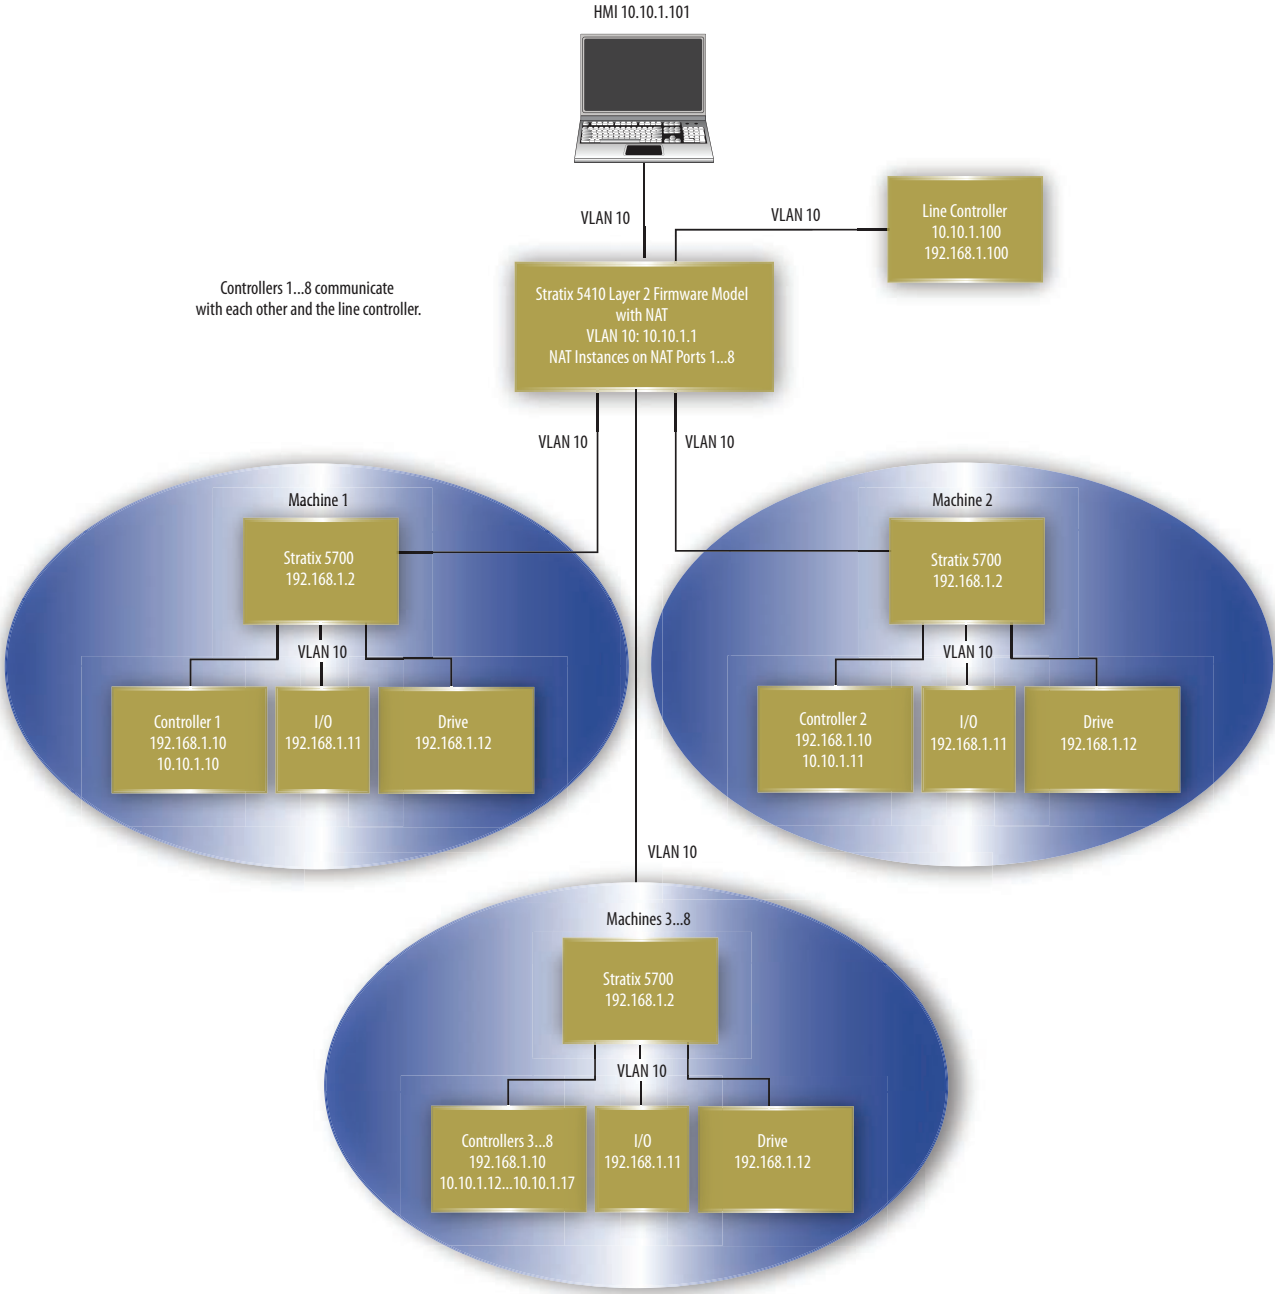 HMI 10.10.1.101
VLAN 10
VLAN 10
Line Controller
10.10.1.100
192.168.1.100
Controllers 1...8 communicate
with each other and the line controller.
Stratix 5410 Layer 2 Firmware Model
with NAT
VLAN 10: 10.10.1.1
NAT Instances on NAT Ports 1...8
VLAN 10
VLAN 10
Machine 1
Stratix 5700
192.168.1.2
VLAN 10
Controller 1
192.168.1.10
10.10.1.10
I/O
192.168.1.11
Drive
192.168.1.12
Machine 2
Stratix 5700
192.168.1.2
VLAN 10
Controller 2
192.168.1.10
10.10.1.11
I/O
192.168.1.11
Drive
192.168.1.12
VLAN 10
Machines 3...8
Stratix 5700
192.168.1.2
VLAN 10
Controllers 3...8
192.168.1.10
10.10.1.12...10.10.1.17
I/O
192.168.1.11
Drive
192.168.1.12